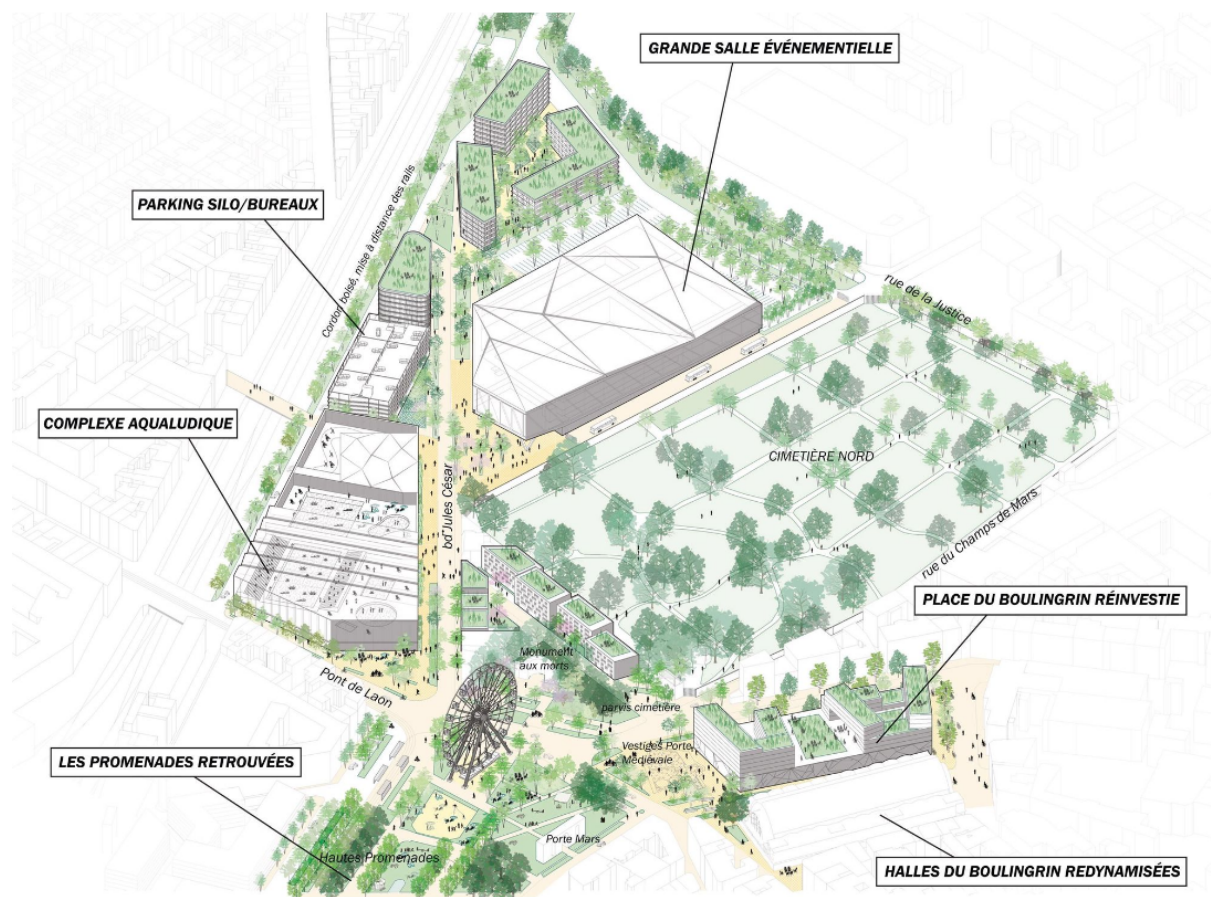 GRANDE SALLE ÉVÉNEMENTIELLE
PARKING SILO/BUREAUX
Cordon boisé, mise à distance des rails
rue de la Justice
COMPLEXE AQUALUDIQUE
CIMETIÈRE NORD
bd Jules César
rue du Champs de Mars
PLACE DU BOULINGRIN RÉINVESTIE
Monument
aux morts
Pont de Laon
parvis cimetière
Vestiges Porte
Médiévale
LES PROMENADES RETROUVÉES
Porte Mars
Hautes Promenades
HALLES DU BOULINGRIN REDYNAMISÉES